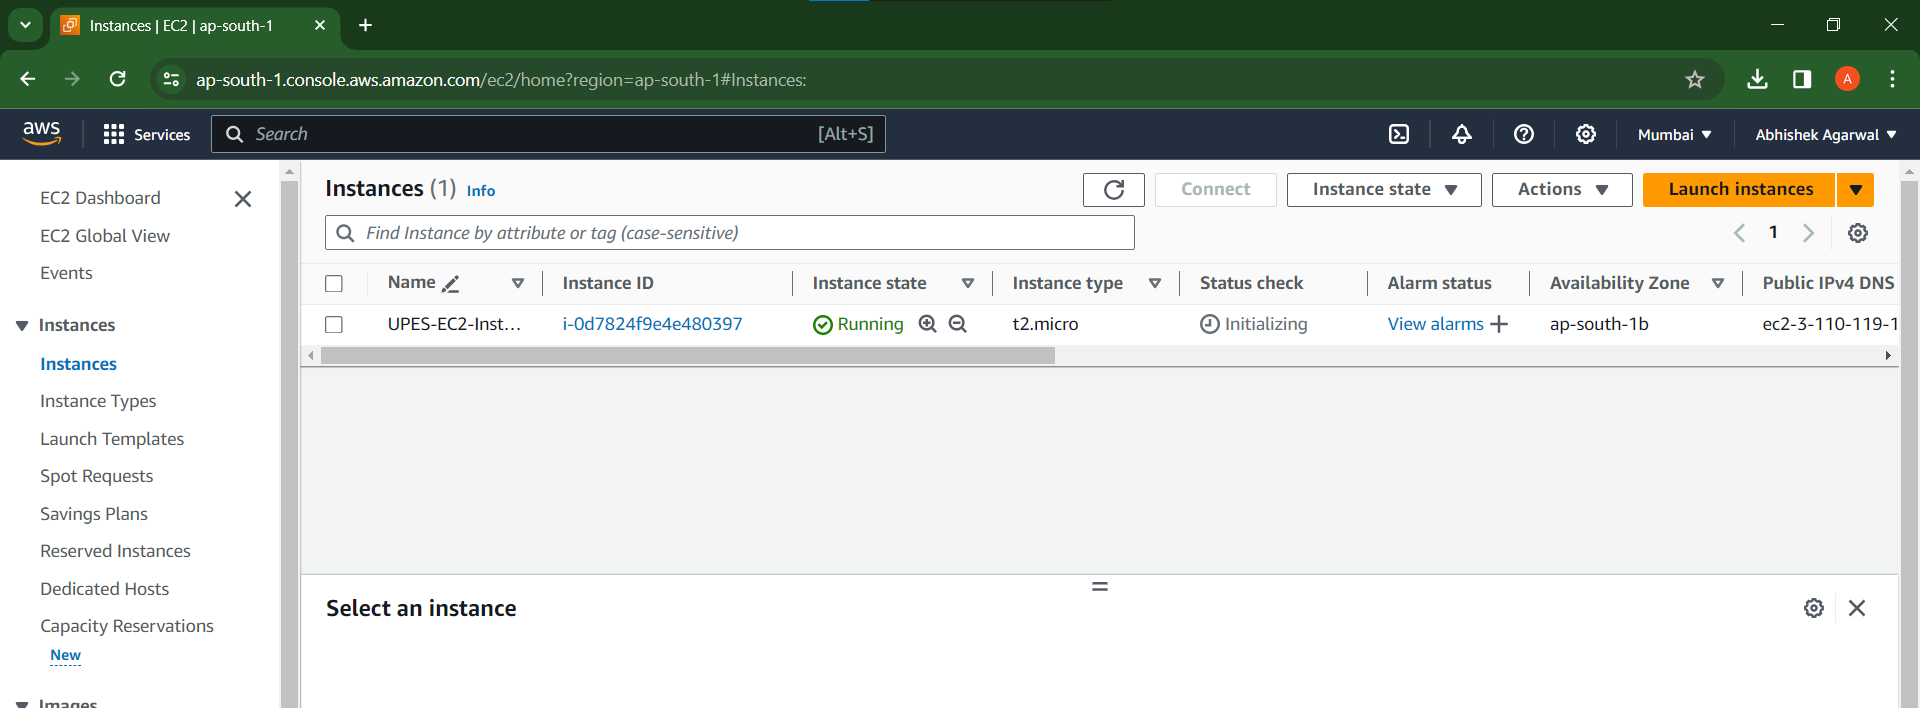 Instances | EC2 | ap-south-1
ap-south-1.console.aws.amazon.com/ec2/home?region=ap-south-1#Instances:
A
aws Services Search [Alt+S] Mumbai Abhishek Agarwal
EC2 Dashboard
EC2 Global View
Events
Instances
Instances
Instance Types
Launch Templates
Spot Requests
Savings Plans
Reserved Instances
Dedicated Hosts
Capacity Reservations
New
Images
Instances (1) Info Connect Instance state Actions Launch instances
Find Instance by attribute or tag (case-sensitive) 1
Name Instance ID Instance state Instance type Status check Alarm status Availability Zone Public IPv4 DNS
UPES-EC2-Inst... i-0d7824f9e4e480397 Running t2.micro Initializing View alarms ap-south-1b ec2-3-110-119-1
Select an instance